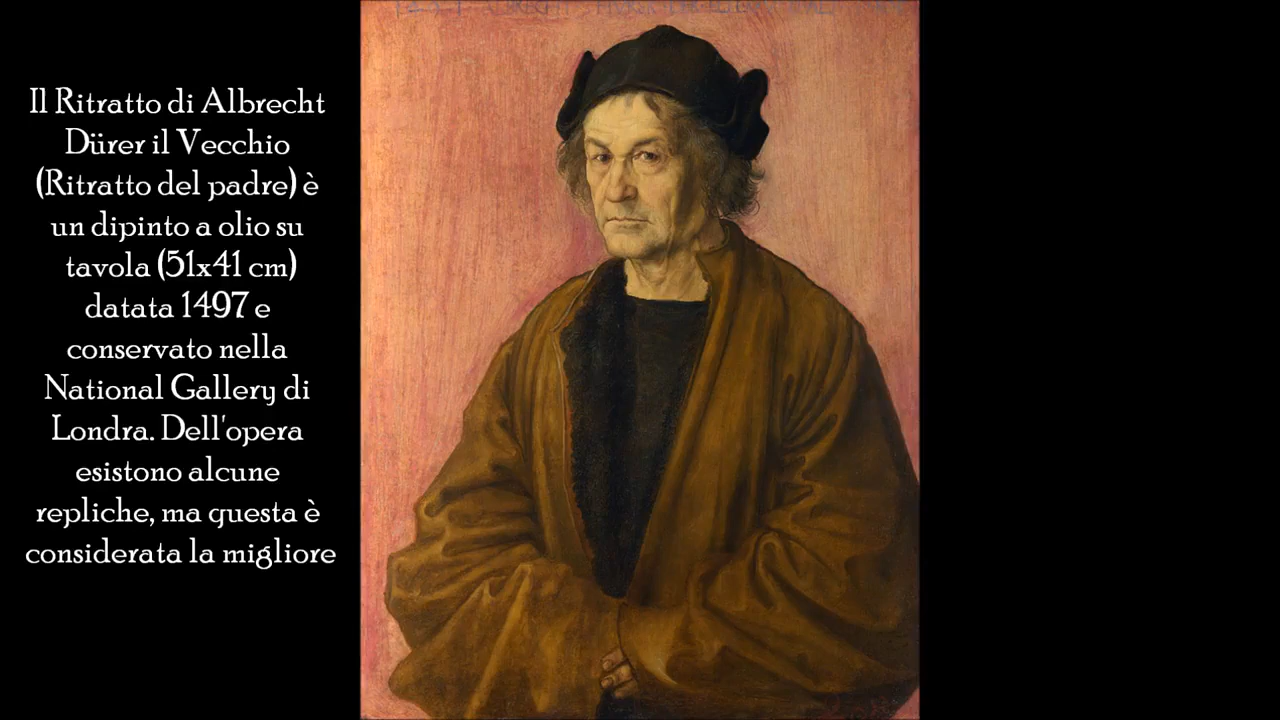 Il Ritratto di Albrecht
Dürer il Vecchio
(Ritratto del padre) è
un dipinto a olio su
tavola (51x41 cm)
datata 1497 e
conservato nella
National Gallery di
Londra. Dell'opera
esistono alcune
repliche, ma questa è
considerata la migliore